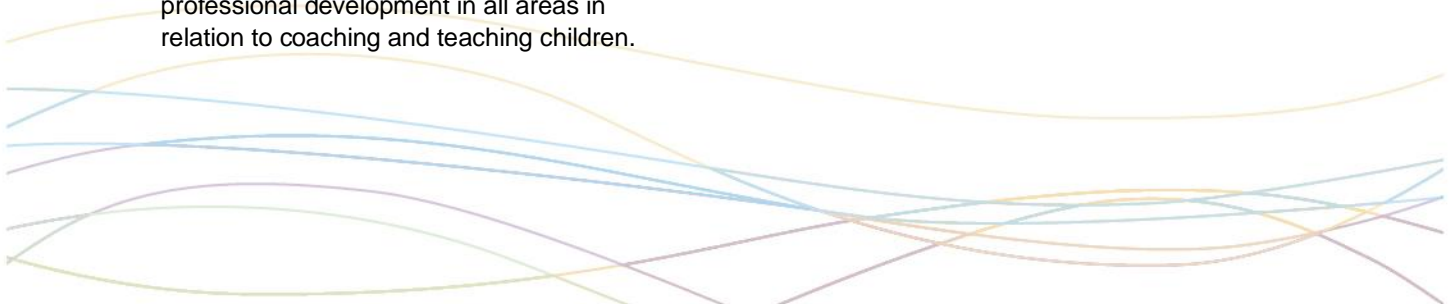 professional development in all areas in
relation to coaching and teaching children.